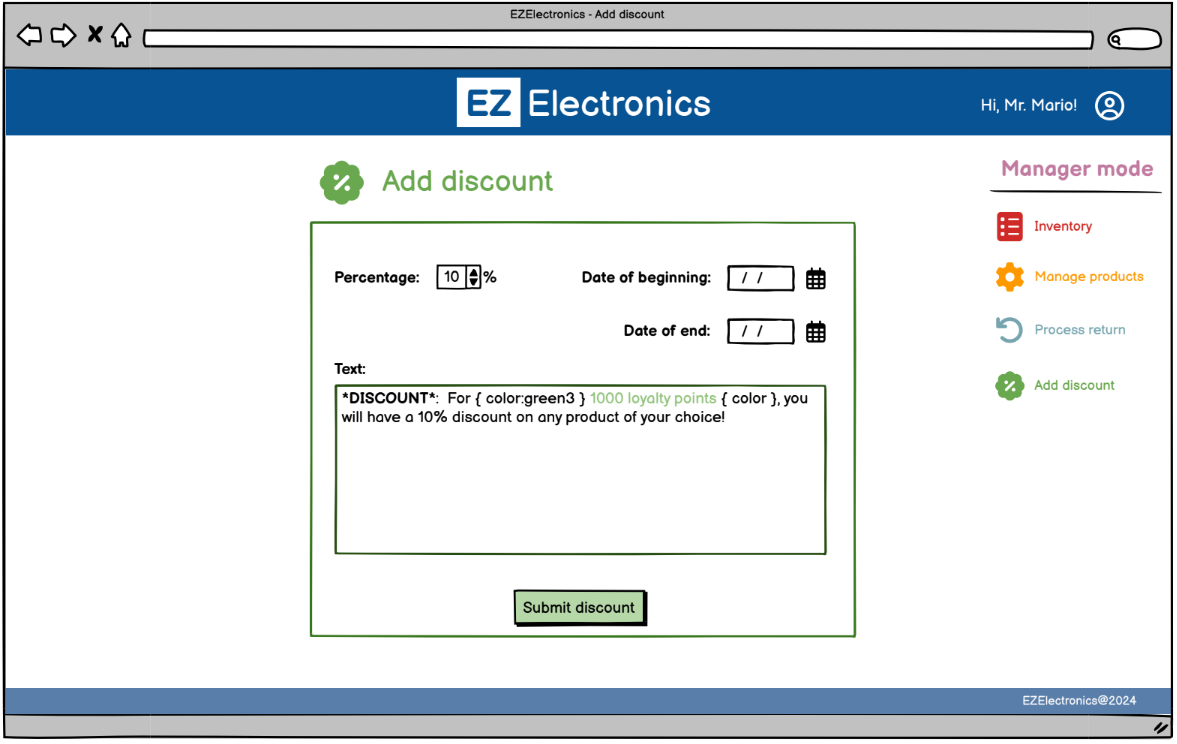 EZElectronics - Add discount
EZ Electronics
Hi, Mr. Mario!
Add discount
Manager mode
Inventory
Manage products
Process return
Add discount
Percentage: 10 %
Date of beginning: / /
Date of end: / /
Text:
*DISCOUNT*: For { color:green3 } 1000 loyalty points { color }, you
will have a 10% discount on any product of your choice!
Submit discount
EZElectronics@2024